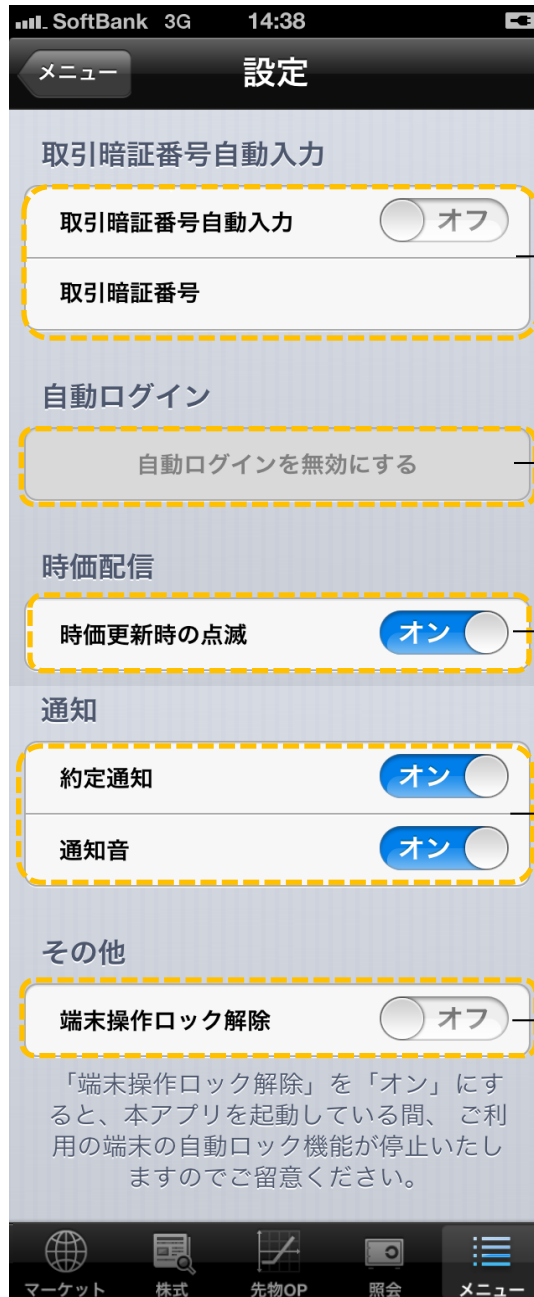 SoftBank 3G 14:38
メニュー 設定
取引暗証番号自動入力
取引暗証番号自動入力 オフ
取引暗証番号
自動ログイン
自動ログインを無効にする
時価配信
時価更新時の点滅 オン
通知
約定通知 オン
通知音 オン
その他
端末操作ロック解除 オフ
「端末操作ロック解除」を「オン」にす
ると、本アプリを起動している間、 ご利
用の端末の自動ロック機能が停止いたし
ますのでご留意ください。
マーケット 株式 先物OP 照会 メニュー